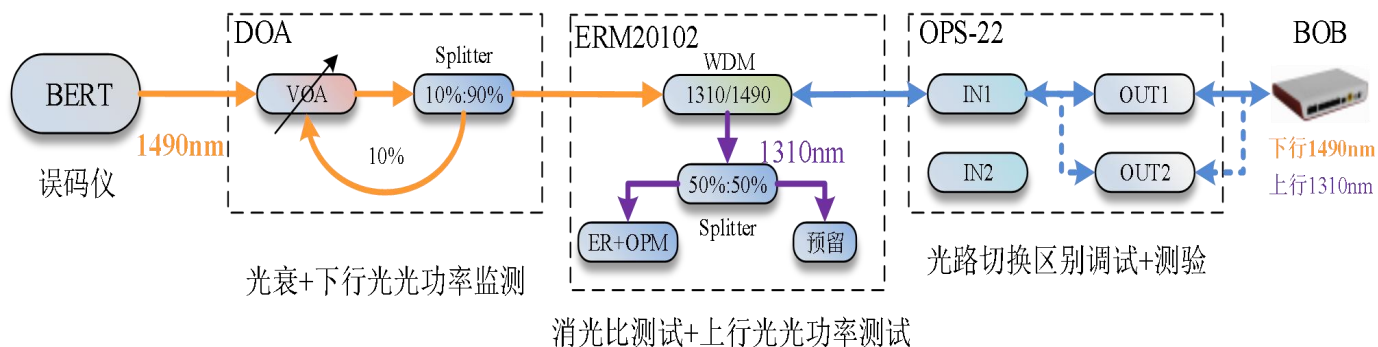 DOA
ERM20102
OPS-22
BOB
Splitter
WDM
BERT
VOA
10%:90%
1310/1490
IN1
OUT1
1490nm
10%
1310nm
下行1490nm
误码仪
50%:50%
IN2
OUT2
上行1310nm
Splitter
ER+OPM
预留
光衰+下行光光功率监测
光路切换区别调试+测验
消光比测试+上行光光功率测试